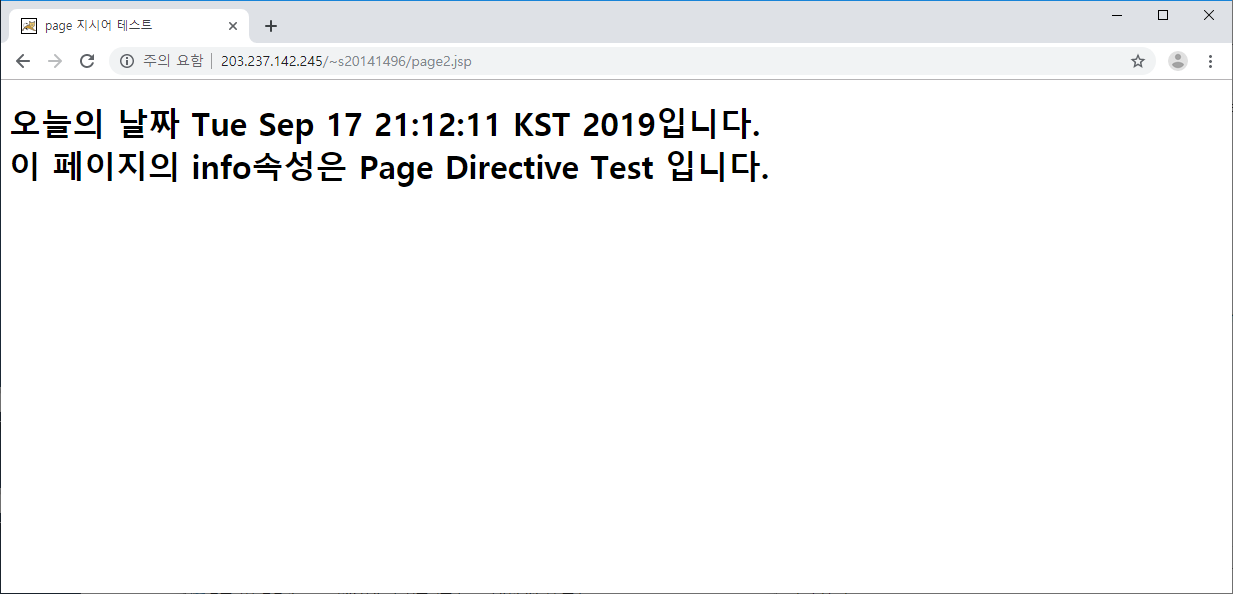 page 지시어 테스트
주의 요함 | 203.237.142.245/~s20141496/page2.jsp
오늘의 날짜 Tue Sep 17 21:12:11 KST 2019입니다.
이 페이지의 info속성은 Page Directive Test 입니다.